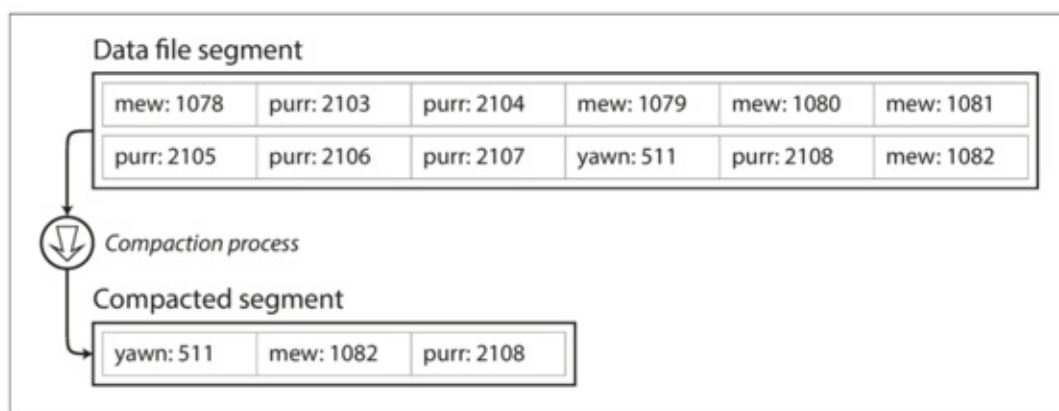 Data file segment
mew: 1078 purr: 2103 purr: 2104 mew: 1079 mew: 1080 mew: 1081
purr: 2105 purr: 2106 purr: 2107 yawn: 511 purr: 2108 mew: 1082
Compaction process
Compacted segment
yawn: 511 mew: 1082 purr: 2108